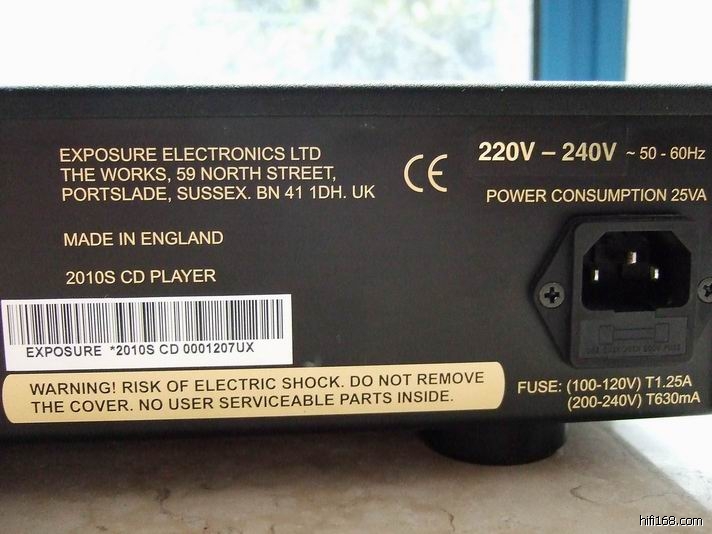 EXPOSURE ELECTRONICS LTD
THE WORKS, 59 NORTH STREET,
PORTSLADE, SUSSEX. BN 41 1DH. UK
CE
220V – 240V ~ 50 - 60Hz
POWER CONSUMPTION 25VA
MADE IN ENGLAND
2010S CD PLAYER
EXPOSURE *2010S CD 0001207UX
WARNING! RISK OF ELECTRIC SHOCK. DO NOT REMOVE
THE COVER. NO USER SERVICEABLE PARTS INSIDE.
FUSE: (100-120V) T1.25A
(200-240V) T630mA
hifi168.com